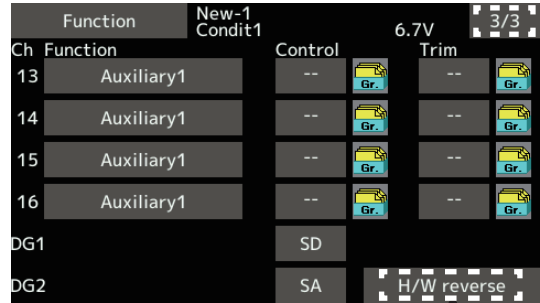 Function New-1 3/3
Condit1 6.7V
Ch Function Control Trim
13 Auxiliary1 -- Gr. -- Gr.
14 Auxiliary1 -- Gr. -- Gr.
15 Auxiliary1 -- Gr. -- Gr.
16 Auxiliary1 -- Gr. -- Gr.
DG1 SD
DG2 SA H/W reverse